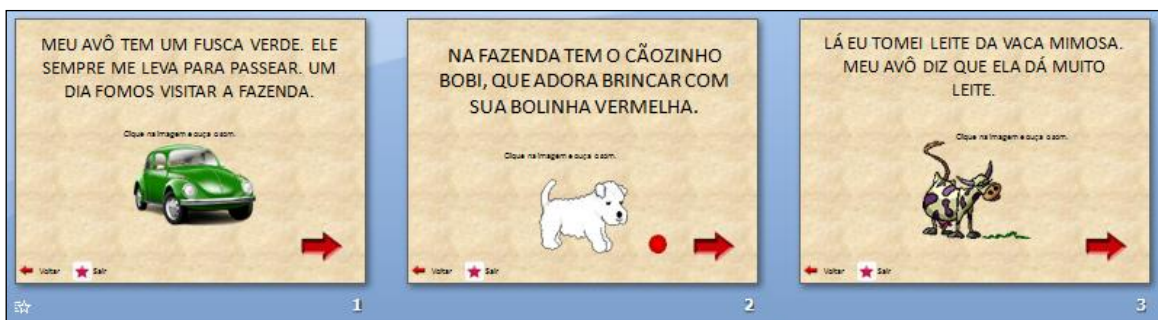 MEU AVÔ TEM UM FUSCA VERDE. ELE
SEMPRE ME LEVA PARA PASSEAR. UM
DIA FOMOS VISITAR A FAZENDA.
Clique na imagem e ouça o som.
Voltar
Sair
1
NA FAZENDA TEM O CÃOZINHO
BOBI, QUE ADORA BRINCAR COM
SUA BOLINHA VERMELHA.
Clique na imagem e ouça o som.
Voltar
Sair
2
LÁ EU TOMEI LEITE DA VACA MIMOSA.
MEU AVÔ DIZ QUE ELA DÁ MUITO
LEITE.
Clique na imagem e ouça o som.
Voltar
Sair
3